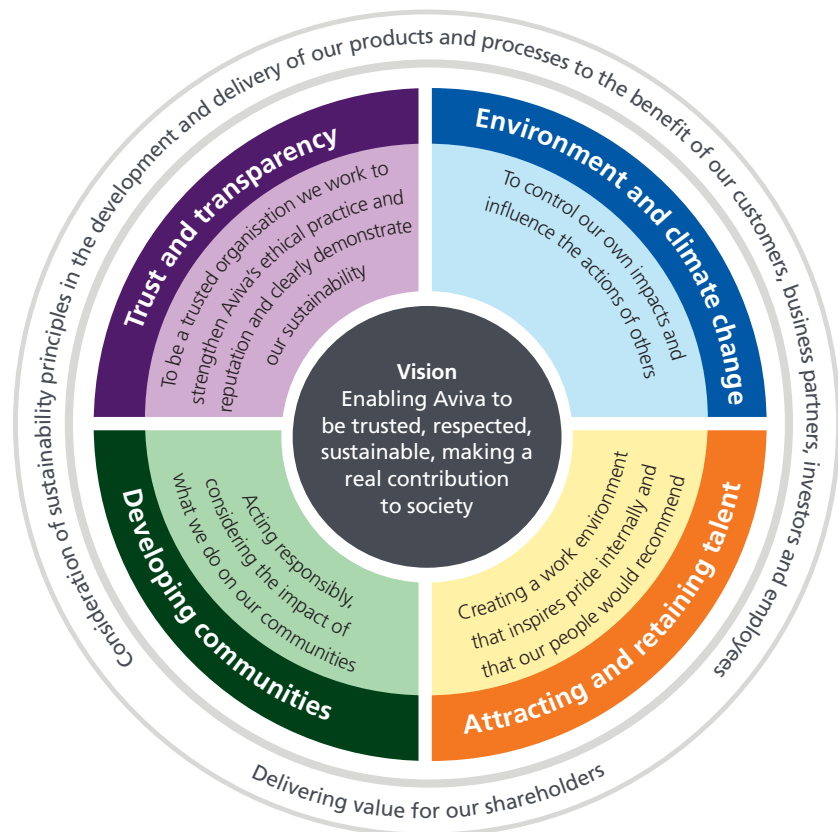 Consideration of sustainability principles in the development and delivery of our products and processes to the benefit of our customers, business partners, investors and employees
Trust and transparency
To be a trusted organisation we work to
strengthen Aviva's ethical practice and
reputation and clearly demonstrate
our sustainability
Environment and climate change
To control our own impacts and
influence the actions of others
Vision
Enabling Aviva to
be trusted, respected,
sustainable, making a
real contribution
to society
Developing communities
Acting responsibly,
considering the impact of
what we do on our communities
Attracting and retaining talent
Creating a work environment
that inspires pride internally and
that our people would recommend
Delivering value for our shareholders